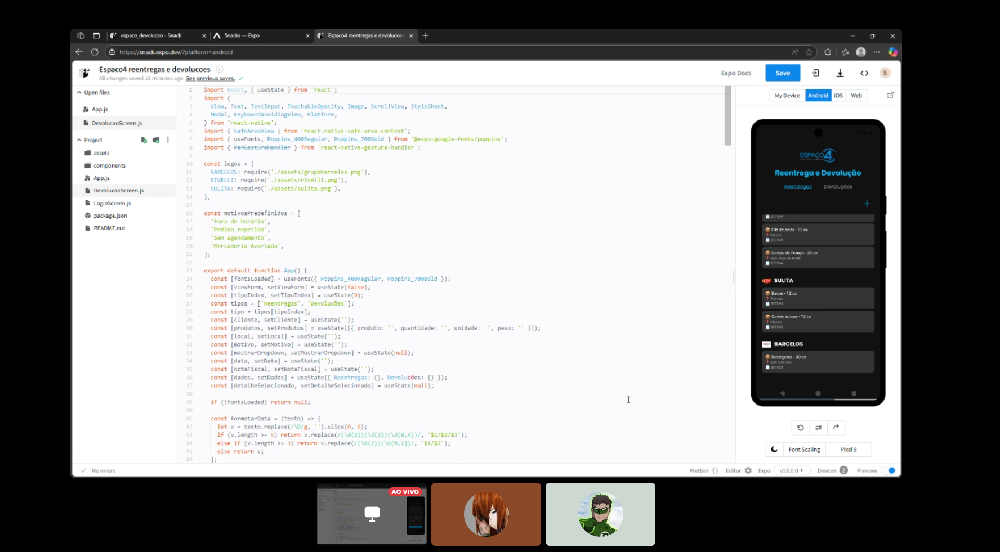 espaco_devolucao - Snack
Snacks — Expo
Espaco4 reentregas e devolucoes
https://snack.expo.dev/?platform=android
Espaco4 reentregas e devolucoes
All changes saved 18 minutes ago. See previous saves.
Expo Docs
Save
S
Open files
App.js
DevolucaoScreen.js
Project
assets
components
App.js
DevolucaoScreen.js
LoginScreen.js
package.json
README.md
1 import React, { useState } from 'react';
2 import {
3 View, Text, TextInput, TouchableOpacity, Image, ScrollView, StyleSheet,
4 Modal, KeyboardAvoidingView, Platform,
5 } from 'react-native';
6 import { SafeAreaView } from 'react-native-safe-area-context';
7 import { useFonts, Poppins_400Regular, Poppins_700Bold } from '@expo-google-fonts/poppins';
8 import { PanGestureHandler } from 'react-native-gesture-handler';
9
10 const logos = {
11 BARCELOS: require('./assets/grupobarcelos.png'),
12 RIVELLI: require('./assets/rivelli.png'),
13 SULITA: require('./assets/sulita.png'),
14 };
15
16 const motivosPredefinidos = [
17 'Fora de horário',
18 'Pedido repetido',
19 'Sem agendamento',
20 'Mercadoria Avariada',
21 ];
22
23 export default function App() {
24 const [fontsLoaded] = useFonts({ Poppins_400Regular, Poppins_700Bold });
25 const [viewForm, setViewForm] = useState(false);
26 const [tipoIndex, setTipoIndex] = useState(0);
27 const tipos = ['Reentregas', 'Devoluções'];
28 const tipo = tipos[tipoIndex];
29 const [cliente, setCliente] = useState('');
30 const [produtos, setProdutos] = useState([{ produto: '', quantidade: '', unidade: '', peso: '' }]);
31 const [local, setLocal] = useState('');
32 const [motivo, setMotivo] = useState('');
33 const [mostrarDropdown, setMostrarDropdown] = useState(null);
34 const [data, setData] = useState('');
35 const [notaFiscal, setNotaFiscal] = useState('');
36 const [dados, setDados] = useState({ Reentregas: {}, Devoluções: {} });
37 const [detalheSelecionado, setDetalheSelecionado] = useState(null);
38
39 if (!fontsLoaded) return null;
40
41 const formatarData = (texto) => {
42 let v = texto.replace(/\D/g, '').slice(0, 8);
43 if (v.length >= 5) return v.replace(/(\d{2})(\d{2})(\d{0,4})/, '$1/$2/$3');
44 else if (v.length >= 3) return v.replace(/(\d{2})(\d{0,2})/, '$1/$2');
45 else return v;
46 };
My Device
Android
iOS
Web
ESPAÇO4
Reentrega e Devolução
Reentregas
Devoluções
+
File de peito - 15 cx
Niteroi
Cortes de Frango - 20 cx
Sao Joao de Meriti
SULITA
Bacon - 12 cx
Pavuna
Cortes suinos - 12 cx
Niteroi
BARCELOS
Detergente - 30 cx
Sao Goncalo
Font Scaling
Pixel 8
No errors
Prettier { }
Editor
Expo
v53.0.0
Devices 2
Preview
AO VIVO